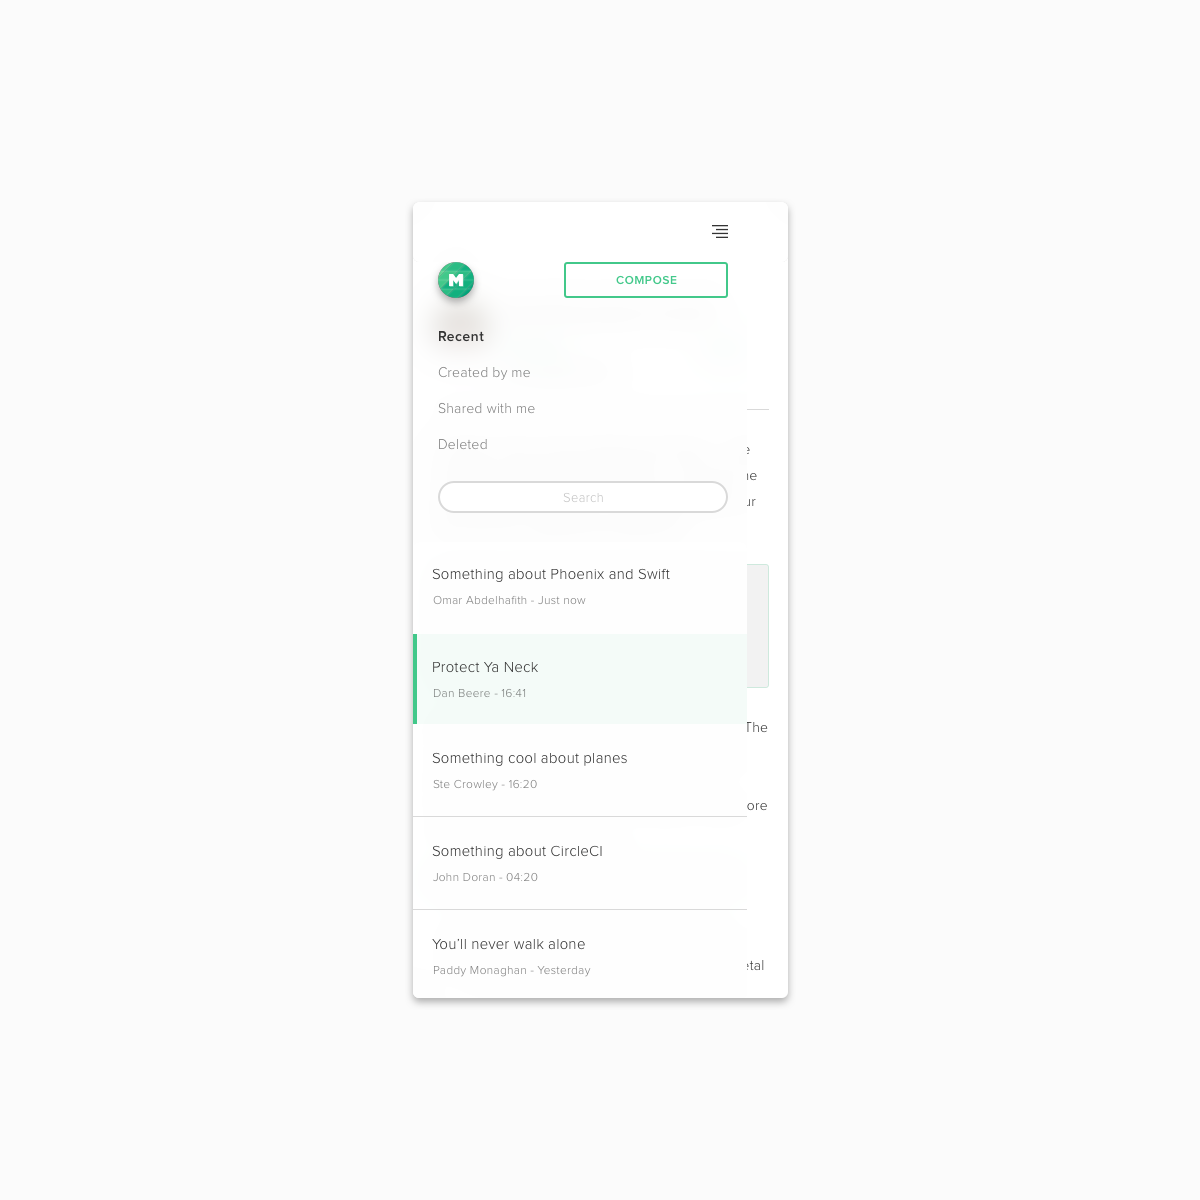 M
COMPOSE
Recent
Created by me
Shared with me
Deleted
Search
Something about Phoenix and Swift
Omar Abdelhafith - Just now
Protect Ya Neck
Dan Beere - 16:41
The
Something cool about planes
Ste Crowley - 16:20
ore
Something about CircleCI
John Doran - 04:20
You'll never walk alone
etal
Paddy Monaghan - Yesterday